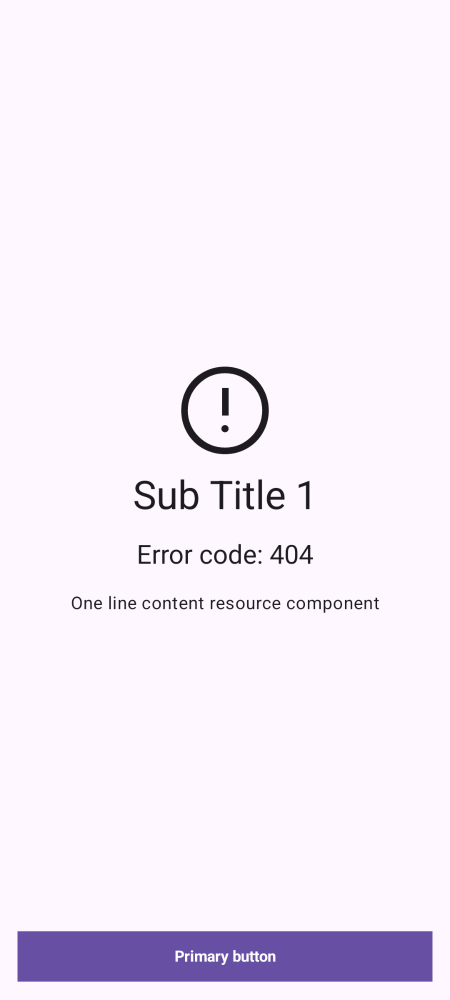 Sub Title 1
Error code: 404
One line content resource component
Primary button